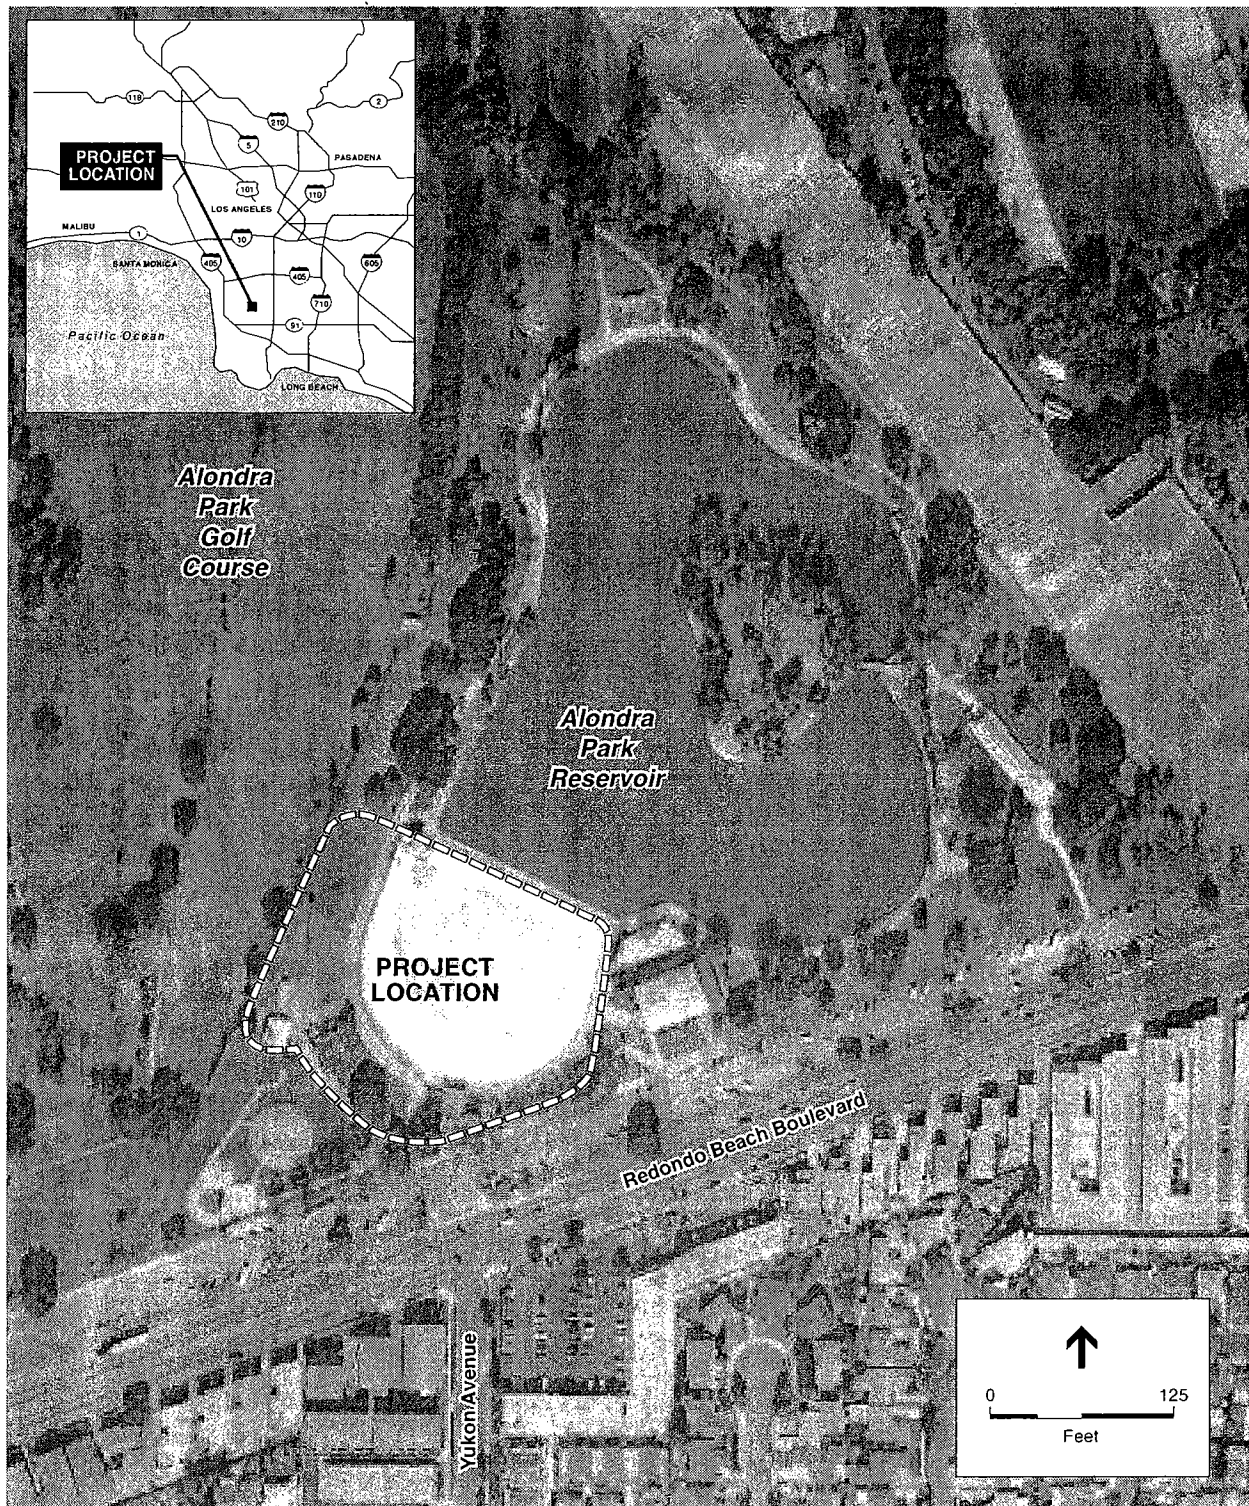 118
2
210
5
PROJECT
LOCATION
PASADENA
101
110
LOS ANGELES
MALIBU
1
10
SANTA MONICA
405
405
605
710
Pacific Ocean
91
LONG BEACH
Alondra
Park
Golf
Course
Alondra
Park
Reservoir
PROJECT
LOCATION
Redondo Beach Boulevard
Yukon Avenue
0 125
Feet